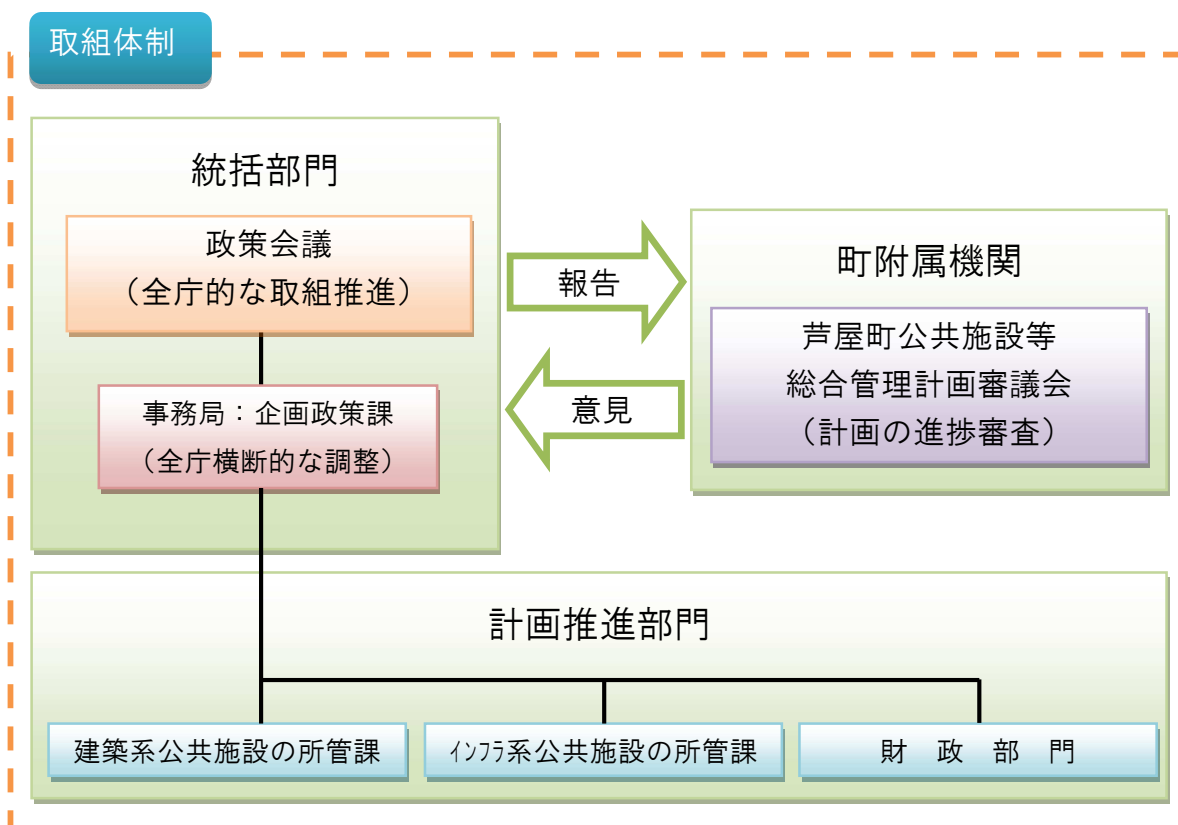 取組体制
統括部門
政策会議
（全庁的な取組推進）
事務局：企画政策課
（全庁横断的な調整）
報告
意見
町附属機関
芦屋町公共施設等
総合管理計画審議会
（計画の進捗審査）
計画推進部門
建築系公共施設の所管課
ｲﾝﾌﾗ系公共施設の所管課
財　政　部　門